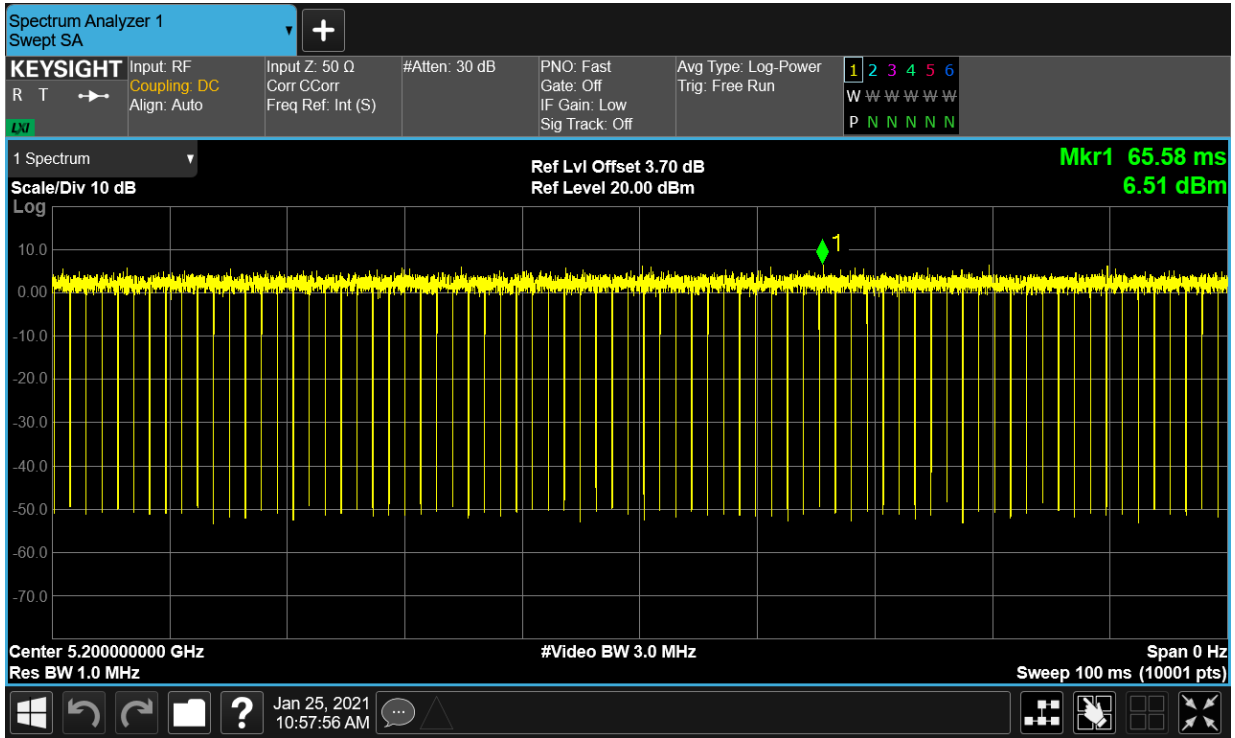 Spectrum Analyzer 1
Swept SA
KEYSIGHT
R T
LXI
Input: RF
Coupling: DC
Align: Auto
Input Z: 50 Ω
Corr CCorr
Freq Ref: Int (S)
#Atten: 30 dB
PNO: Fast
Gate: Off
IF Gain: Low
Sig Track: Off
Avg Type: Log-Power
Trig: Free Run
1 2 3 4 5 6
W W W W W W
P N N N N N
1 Spectrum
Scale/Div 10 dB
Log
Ref Lvl Offset 3.70 dB
Ref Level 20.00 dBm
Mkr1 65.58 ms
6.51 dBm
1
10.0
0.00
-10.0
-20.0
-30.0
-40.0
-50.0
-60.0
-70.0
Center 5.200000000 GHz
Res BW 1.0 MHz
#Video BW 3.0 MHz
Span 0 Hz
Sweep 100 ms (10001 pts)
?
Jan 25, 2021
10:57:56 AM